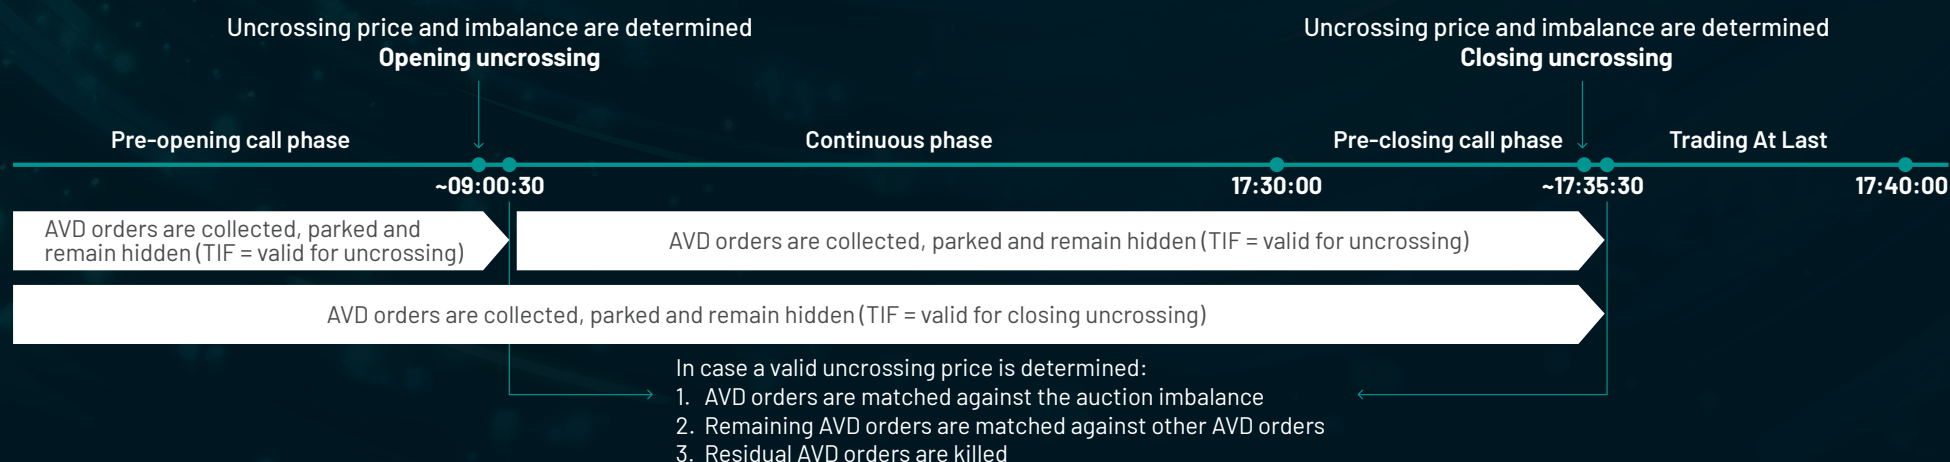 Uncrossing price and imbalance are determined
Opening uncrossing
Uncrossing price and imbalance are determined
Closing uncrossing
Pre-opening call phase
Continuous phase
Pre-closing call phase
Trading At Last
~09:00:30
17:30:00
~17:35:30
17:40:00
AVD orders are collected, parked and
remain hidden (TIF = valid for uncrossing)
AVD orders are collected, parked and remain hidden (TIF = valid for uncrossing)
AVD orders are collected, parked and remain hidden (TIF = valid for closing uncrossing)
In case a valid uncrossing price is determined:
1. AVD orders are matched against the auction imbalance
2. Remaining AVD orders are matched against other AVD orders
3. Residual AVD orders are killed